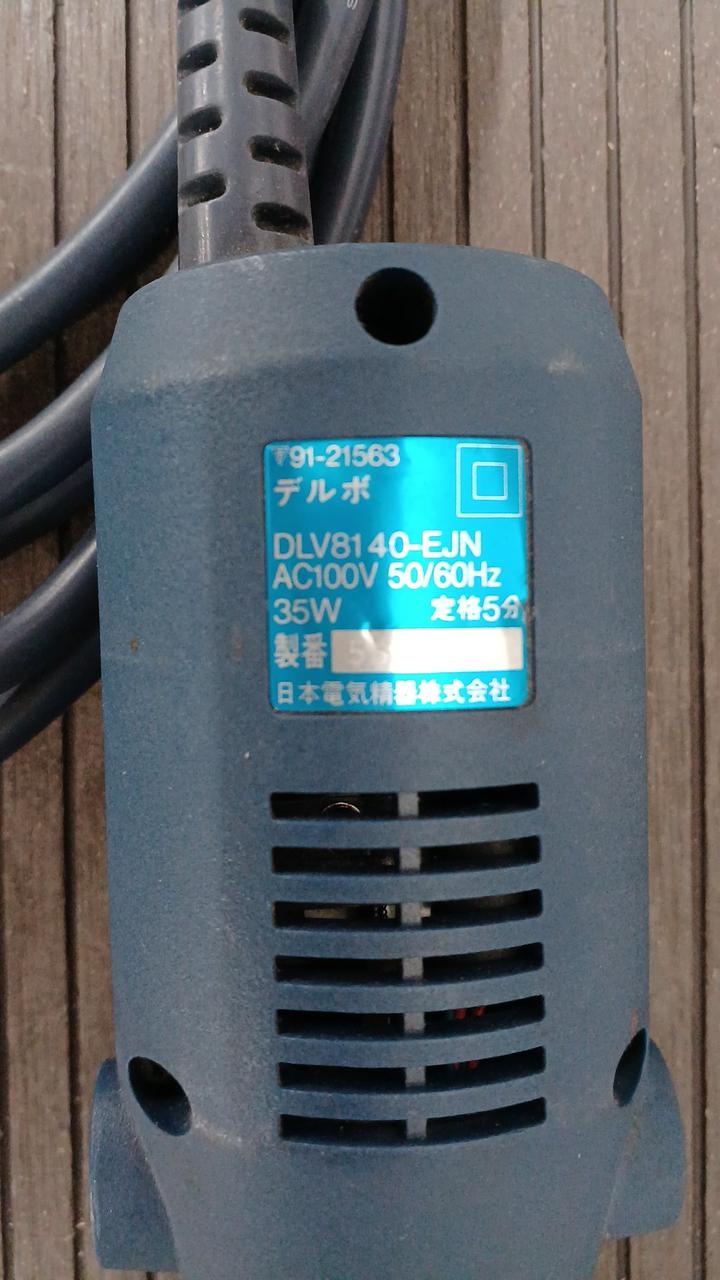 〒91-21563
デルボ
DLV8140-EJN
AC100V 50/60Hz
35W 定格5分
製番
日本電気精器株式会社